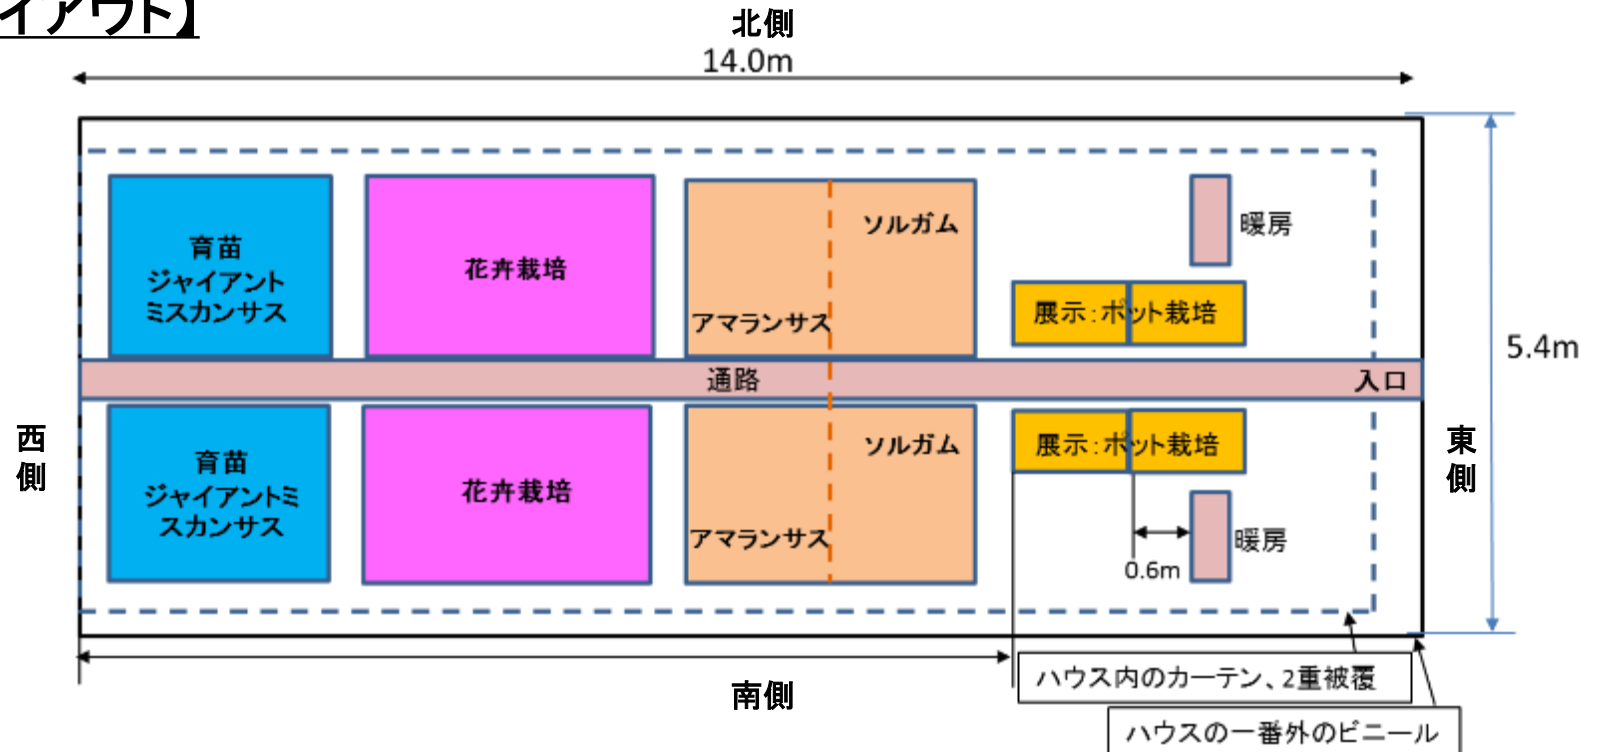 イアウト】
北側
14.0m
育苗
ジャイアント
ミスカンサス
花卉栽培
ソルガム
アマランサス
暖房
展示：ポット栽培
5.4m
通路
入口
西
側
東
側
育苗
ジャイアントミ
スカンサス
花卉栽培
ソルガム
アマランサス
展示：ポット栽培
暖房
0.6m
南側
ハウス内のカーテン、2重被覆
ハウスの一番外のビニール